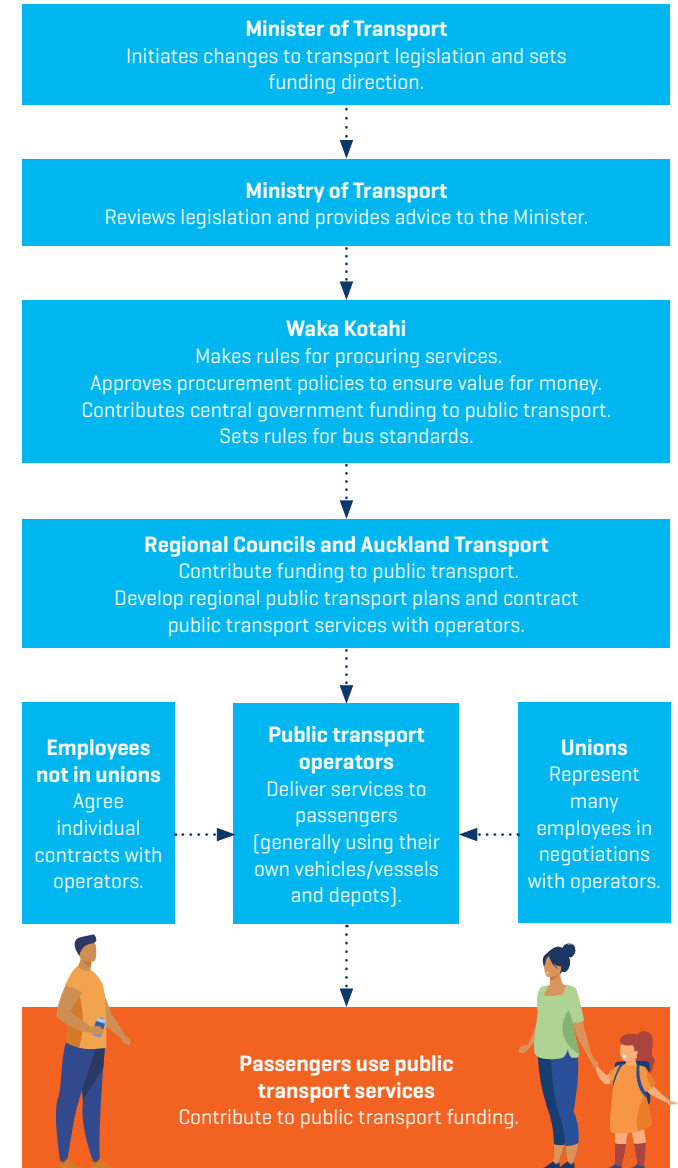 Minister of Transport
Initiates changes to transport legislation and sets
funding direction.
Ministry of Transport
Reviews legislation and provides advice to the Minister.
Waka Kotahi
Makes rules for procuring services.
Approves procurement policies to ensure value for money.
Contributes central government funding to public transport.
Sets rules for bus standards.
Regional Councils and Auckland Transport
Contribute funding to public transport.
Develop regional public transport plans and contract
public transport services with operators.
Employees
not in unions
Agree
individual
contracts with
operators.
Public transport
operators
Deliver services to
passengers
(generally using their
own vehicles/vessels
and depots).
Unions
Represent
many
employees in
negotiations
with operators.
Passengers use public
transport services
Contribute to public transport funding.